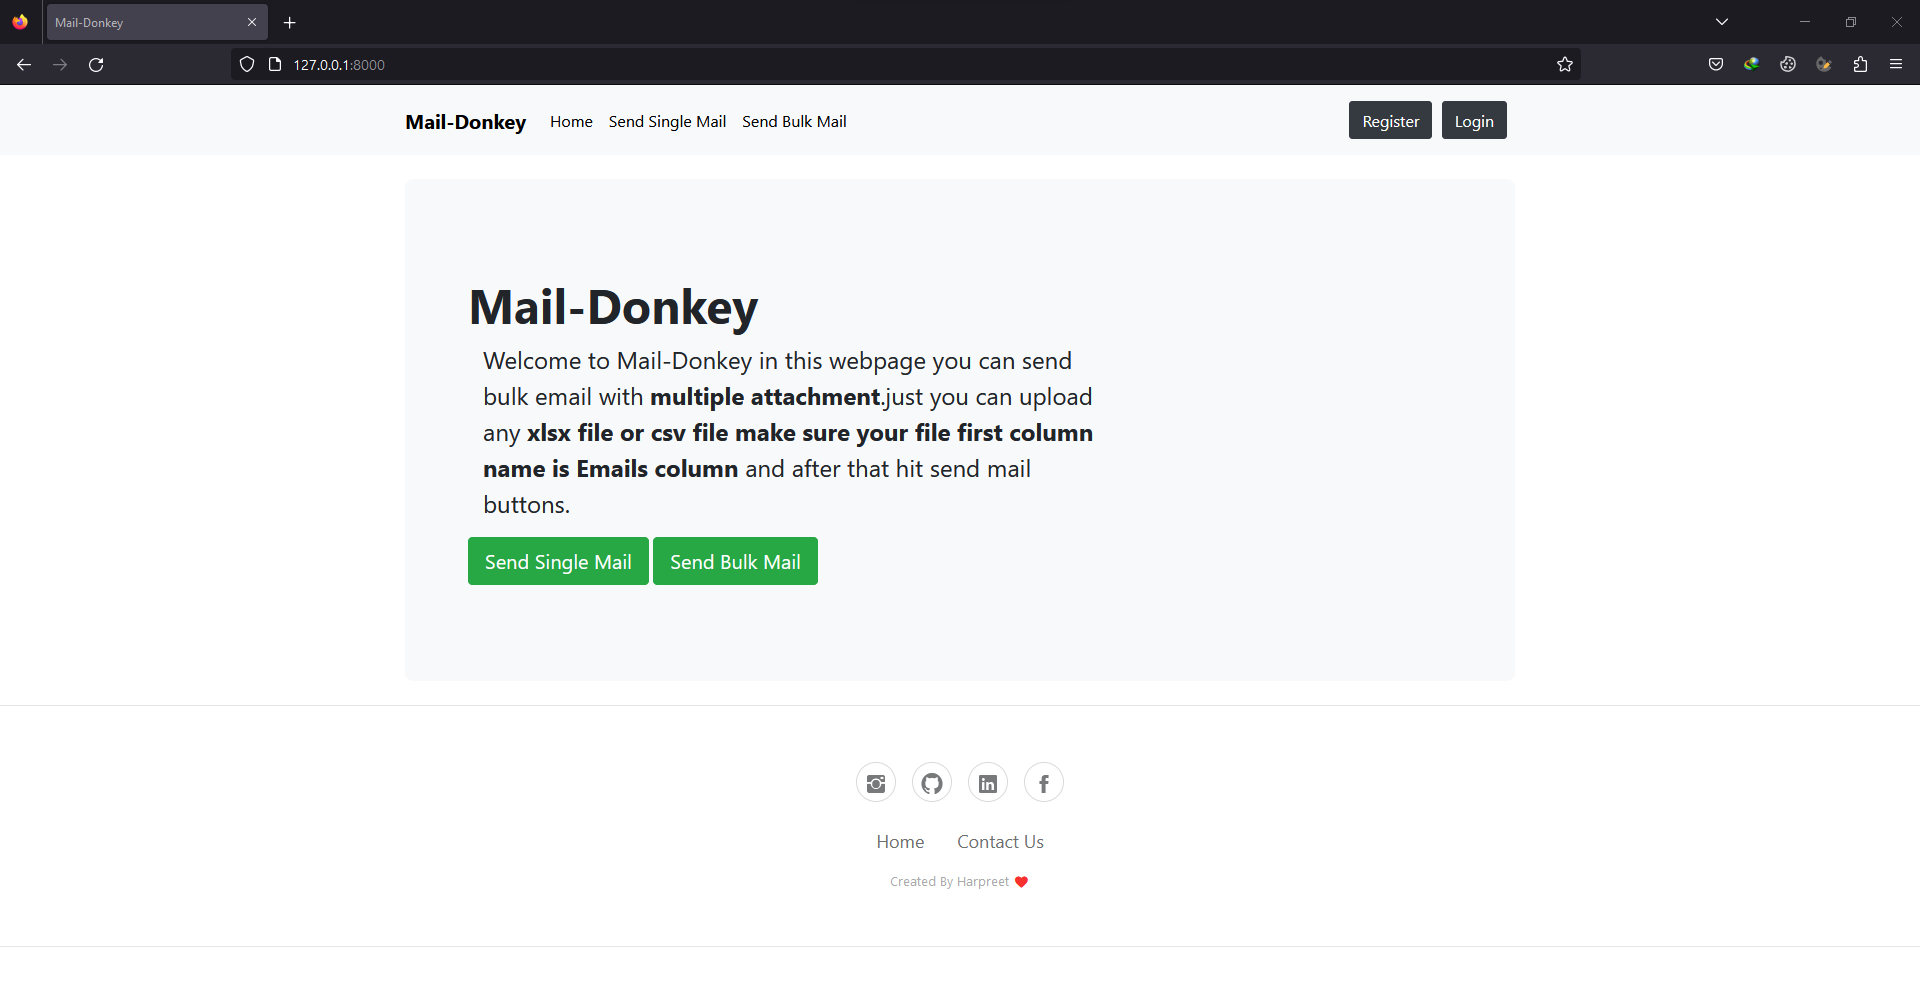 Mail-Donkey
127.0.0.1:8000
Mail-Donkey Home Send Single Mail Send Bulk Mail Register Login
Mail-Donkey
Welcome to Mail-Donkey in this webpage you can send
bulk email with multiple attachment.just you can upload
any xlsx file or csv file make sure your file first column
name is Emails column and after that hit send mail
buttons.
Send Single Mail Send Bulk Mail
Home Contact Us
Created By Harpreet ❤